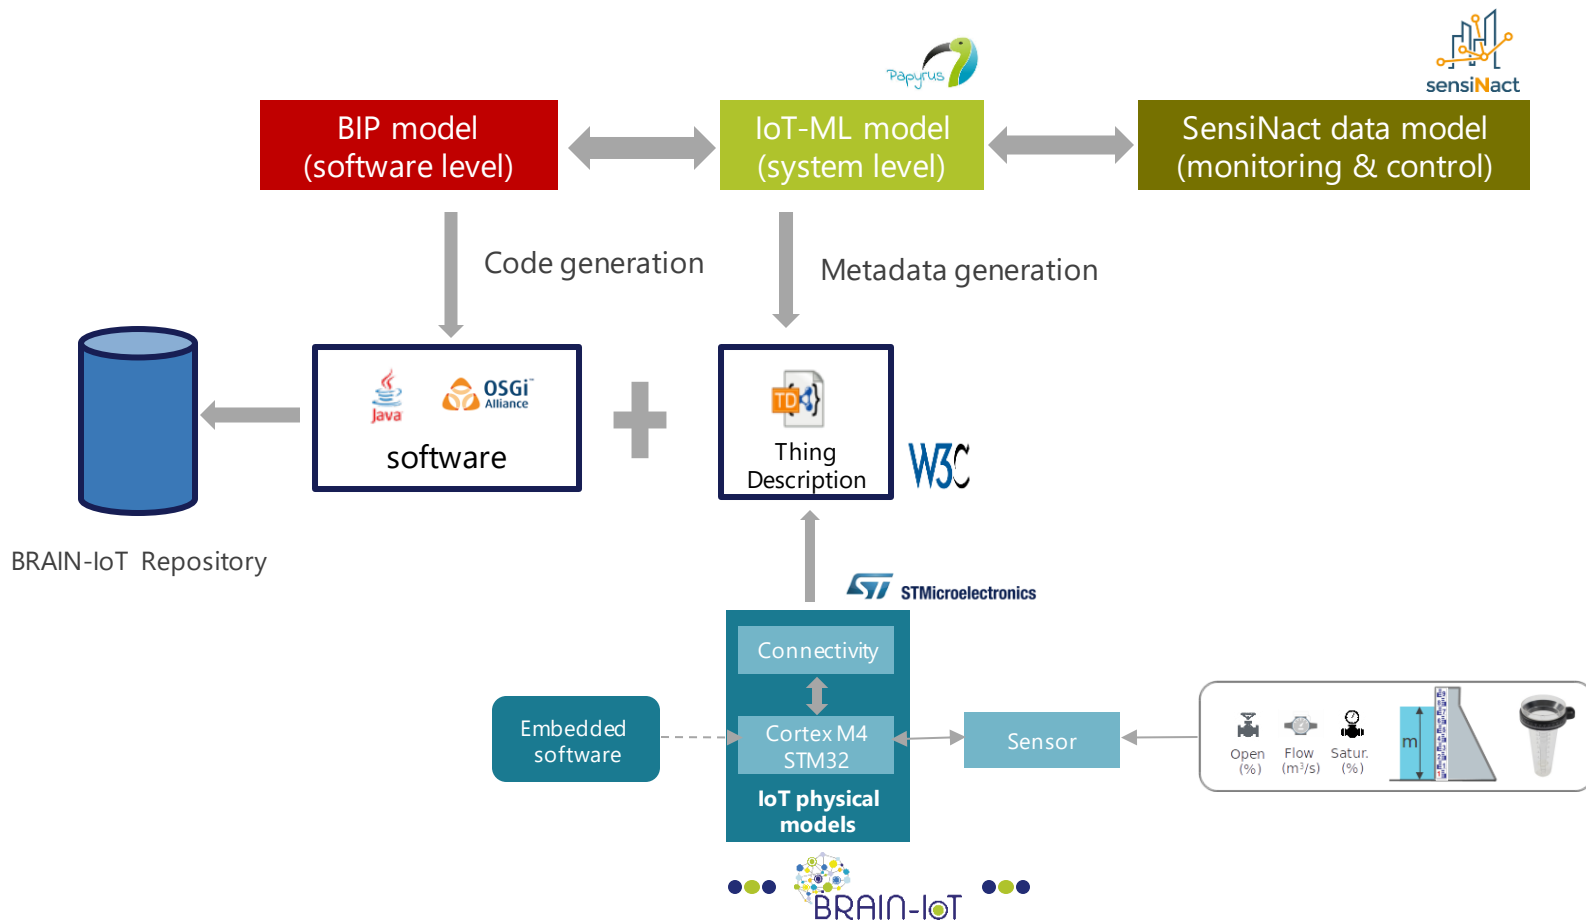 Papyrus
sensiNact
BIP model
(software level)
IoT-ML model
(system level)
SensiNact data model
(monitoring & control)
Code generation
Metadata generation
Java
OSGi™
Alliance
software
TD
Thing
Description
W3C
BRAIN-IoT Repository
ST
STMicroelectronics
Connectivity
Embedded
software
Cortex M4
STM32
Sensor
IoT physical
models
Open
(%)
Flow
(m³/s)
Satur.
(%)
m
BRAIN-IoT